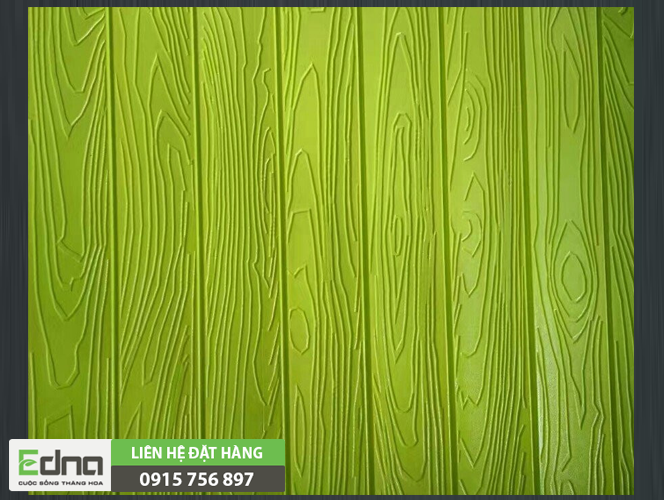 Edna
CUỘC SỐNG THĂNG HOA
LIÊN HỆ ĐẶT HÀNG
0915 756 897